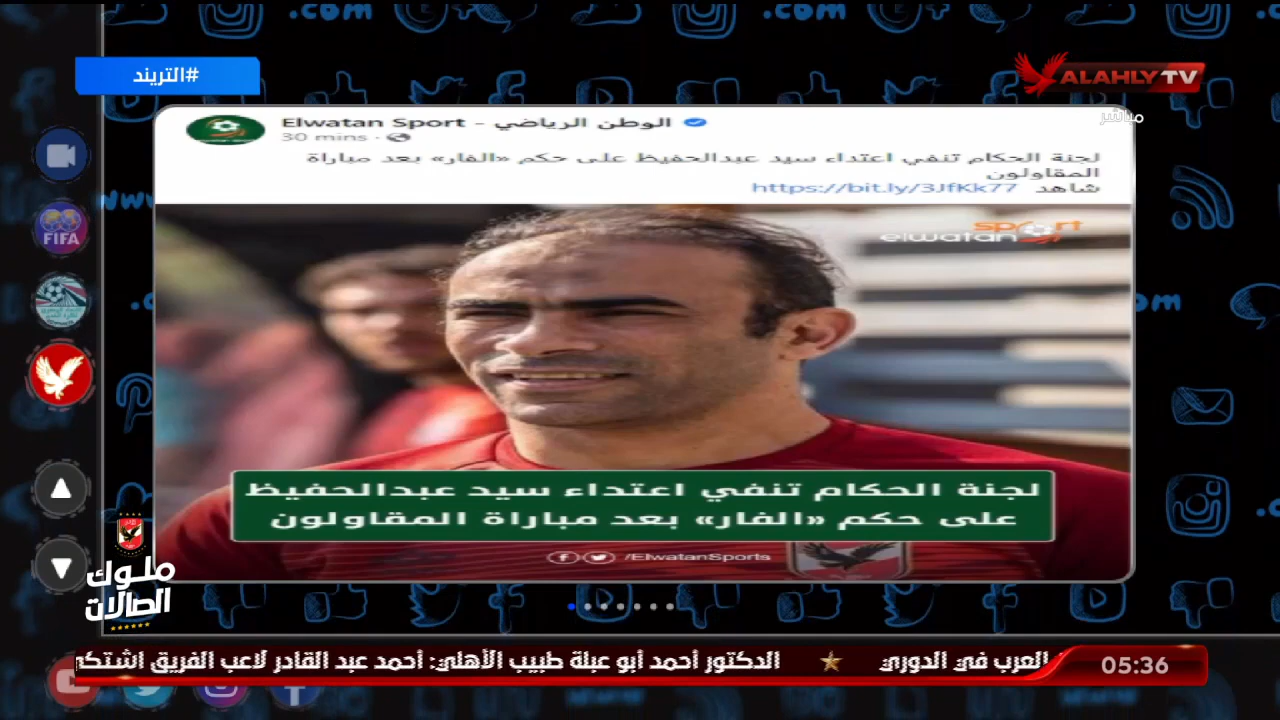 #التريند
ALAHLY TV
مباشر
Elwatan Sport - الوطن الرياضي
30 mins ·
لجنة الحكام تنفي اعتداء سيد عبدالحفيظ على حكم «الفار» بعد مباراة
المقاولون
شاهد https://bit.ly/3JfKk77
sport
elwatan
FIFA
لجنة الحكام تنفي اعتداء سيد عبدالحفيظ
على حكم «الفار» بعد مباراة المقاولون
/ElwatanSports
ملوك
الصالات
العرب في الدوري ★ الدكتور أحمد أبو عبلة طبيب الأهلي: أحمد عبد القادر لاعب الفريق اشتكى
05:36